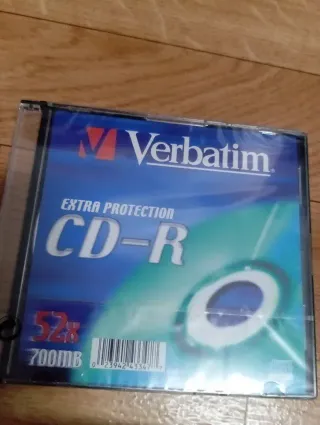 Verbatim
EXTRA PROTECTION
CD-R
52x
700MB